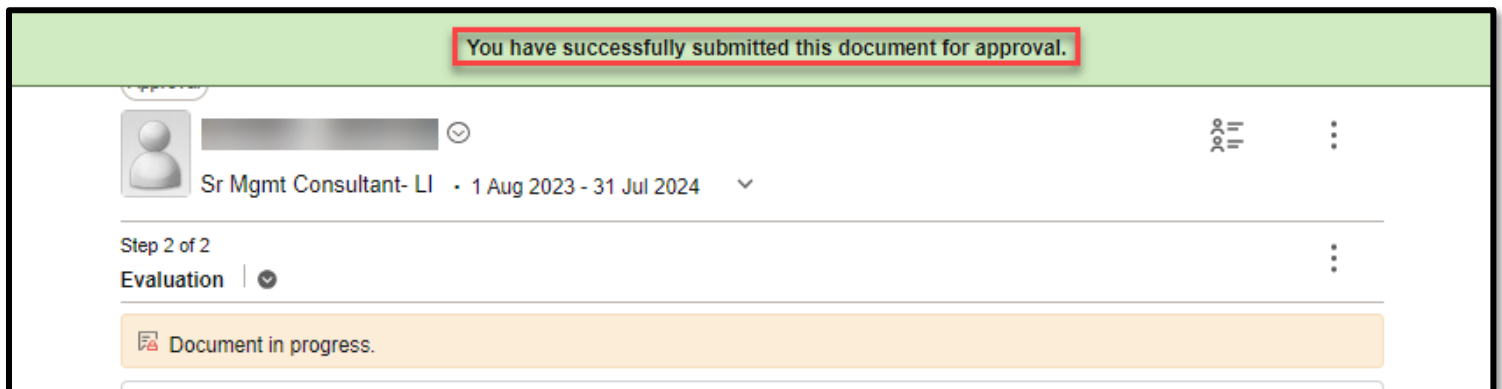 You have successfully submitted this document for approval.
Approval
Sr Mgmt Consultant- LI • 1 Aug 2023 - 31 Jul 2024
Step 2 of 2
Evaluation
Document in progress.